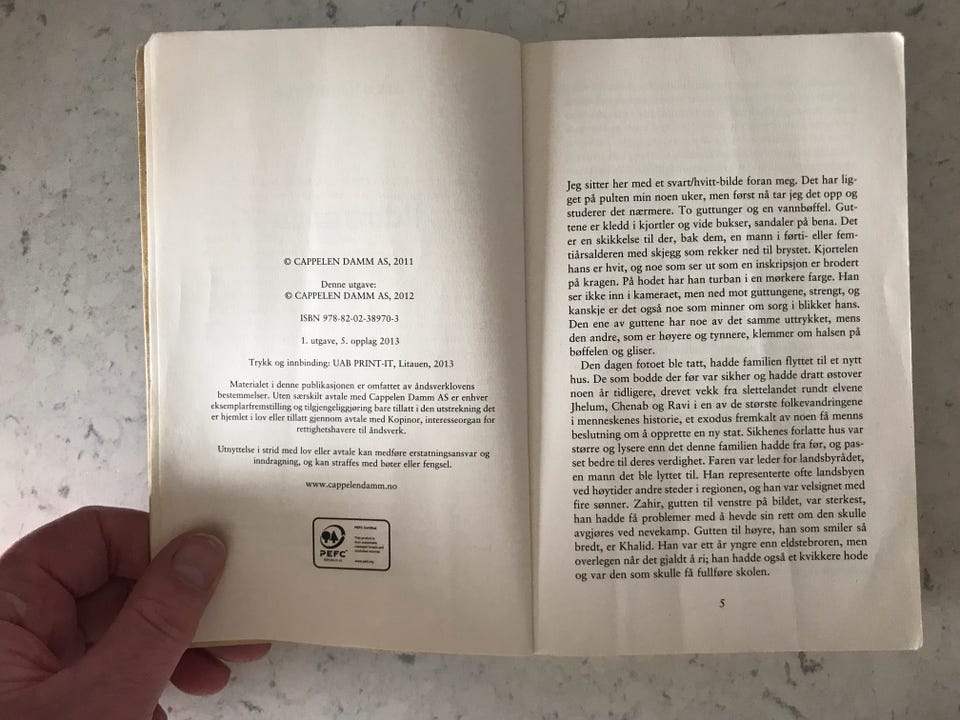 © CAPPELEN DAMM AS, 2011
Denne utgave:
© CAPPELEN DAMM AS, 2012
ISBN 978-82-02-38970-3
1. utgave, 5. opplag 2013
Trykk og innbinding: UAB PRINT-IT, Litauen, 2013
Materialet i denne publikasjonen er omfattet av åndsverklovens
bestemmelser. Uten særskilt avtale med Cappelen Damm AS er enhver
eksemplarfremstilling og tilgjengeliggjøring bare tillatt i den utstrekning det
er hjemlet i lov eller tillatt gjennom avtale med Kopinor, interesseorgan for
rettighetshavere til åndsverk.
Utnyttelse i strid med lov eller avtale kan medføre erstatningsansvar og
inndragning, og kan straffes med bøter eller fengsel.
www.cappelendamm.no
PEFC
PEFC Certified
www.pefc.org
Jeg sitter her med et svart/hvitt-bilde foran meg. Det har lig-
get på pulten min noen uker, men først nå tar jeg det opp og
studerer det nærmere. To guttunger og en vannbøffel. Gut-
tene er kledd i kjortler og vide bukser, sandaler på bena. Det
er en skikkelse til der, bak dem, en mann i førti- eller fem-
tiårsalderen med skjegg som rekker ned til brystet. Kjortelen
hans er hvit, og noe som ser ut som en inskripsjon er brodert
på kragen. På hodet har han turban i en mørkere farge. Han
ser ikke inn i kameraet, men ned mot guttungene, strengt, og
kanskje er det også noe som minner om sorg i blikket hans.
Den ene av guttene har noe av det samme uttrykket, mens
den andre, som er høyere og tynnere, klemmer om halsen på
bøffelen og gliser.
Den dagen fotoet ble tatt, hadde familien flyttet til et nytt
hus. De som bodde der før var sikher og hadde dratt østover
noen år tidligere, drevet vekk fra slettelandet rundt elvene
Jhelum, Chenab og Ravi i en av de største folkevandringene
i menneskenes historie, et exodus fremkalt av noen få menns
beslutning om å opprette en ny stat. Sikhenes forlatte hus var
større og lysere enn det denne familien hadde fra før, og pas-
set bedre til deres verdighet. Faren var leder for landsbyrådet,
en mann det ble lyttet til. Han representerte ofte landsbyen
ved høytider andre steder i regionen, og han var velsignet med
fire sønner. Zahir, gutten til venstre på bildet, var sterkest,
han hadde få problemer med å hevde sin rett om den skulle
avgjøres ved nevekamp. Gutten til høyre, han som smiler så
bredt, er Khalid. Han var ett år yngre enn eldstebroren, men
overlegen når det gjaldt å ri; han hadde også et kvikkere hode
og var den som skulle få fullføre skolen.
5